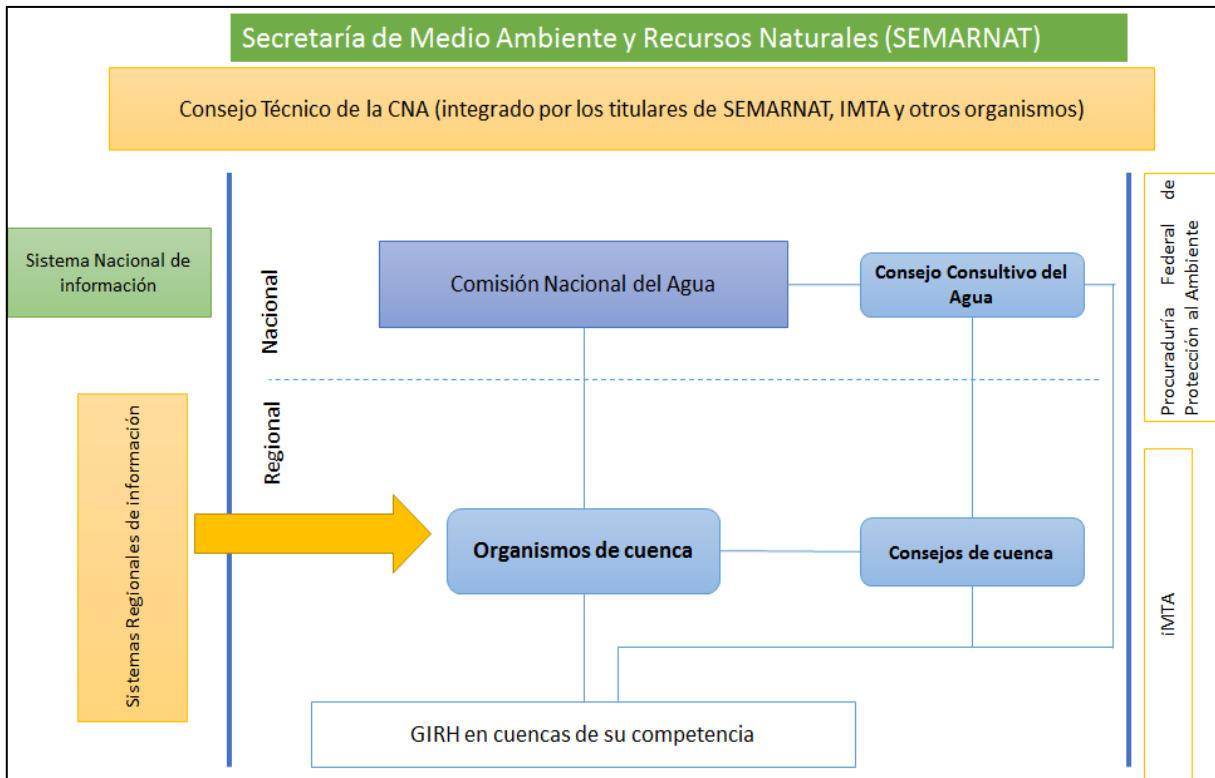 Secretaría de Medio Ambiente y Recursos Naturales (SEMARNAT)
Consejo Técnico de la CNA (integrado por los titulares de SEMARNAT, IMTA y otros organismos)
Sistema Nacional de
información
Nacional
Comisión Nacional del Agua
Consejo Consultivo del
Agua
Procuraduría Federal de
Protección al Ambiente
Sistemas Regionales de información
Regional
Organismos de cuenca
Consejos de cuenca
iMTA
GIRH en cuencas de su competencia